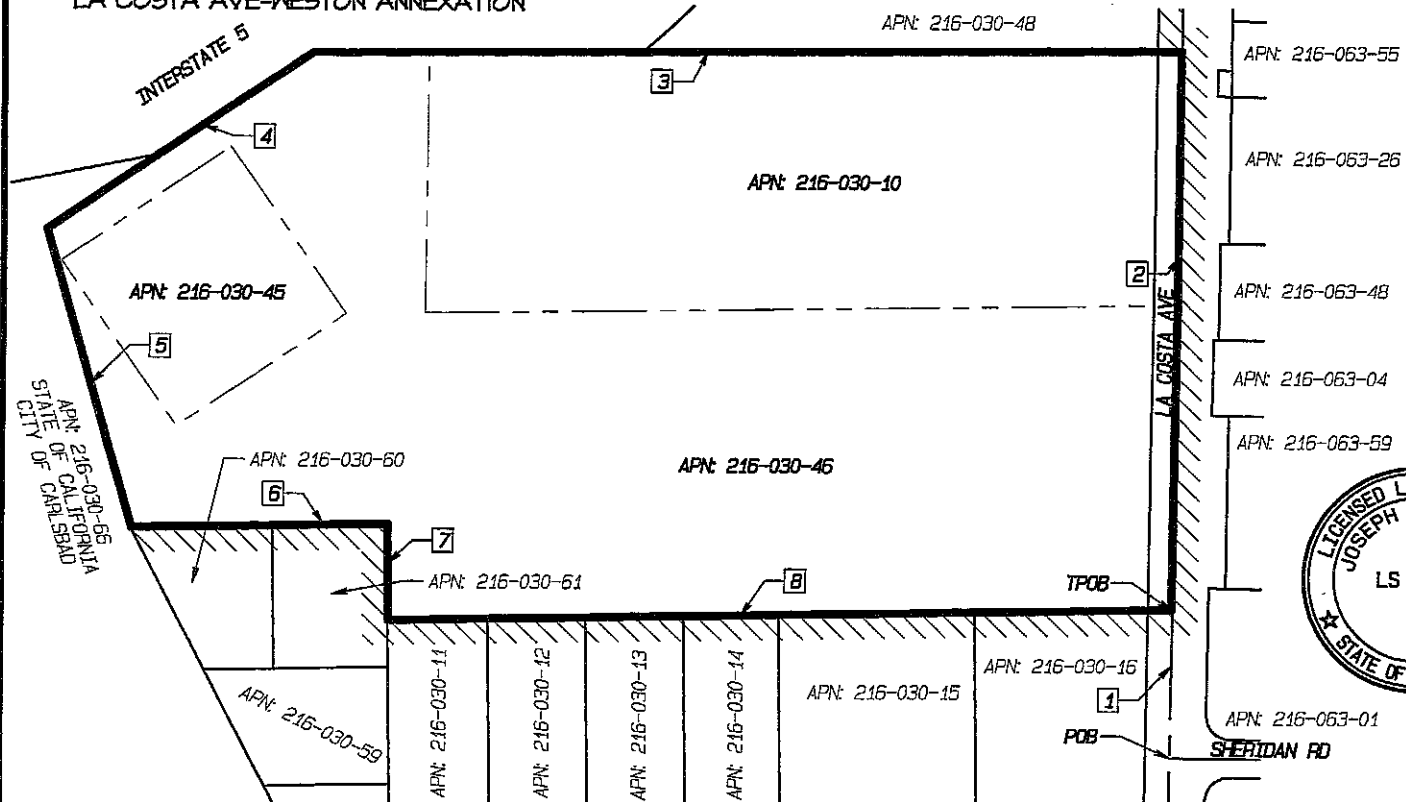 LA COSTA AVE-WESTON ANNEXATION
INTERSTATE 5
APN: 216-030-48
APN: 216-063-55
3
4
APN: 216-030-10
APN: 216-063-26
APN: 216-030-45
2
LA COSTA AVE
APN: 216-063-48
5
APN: 216-063-04
APN: 216-030-66
STATE OF CALIFORNIA
CITY OF CARLSBAD
APN: 216-030-60
APN: 216-030-46
APN: 216-063-59
6
7
APN: 216-030-61
8
TPOB
LICENSED L
JOSEPH
LS
STATE OF
APN: 216-030-59
APN: 216-030-11
APN: 216-030-12
APN: 216-030-13
APN: 216-030-14
APN: 216-030-15
APN: 216-030-16
1
APN: 216-063-01
POB
SHERIDAN RD